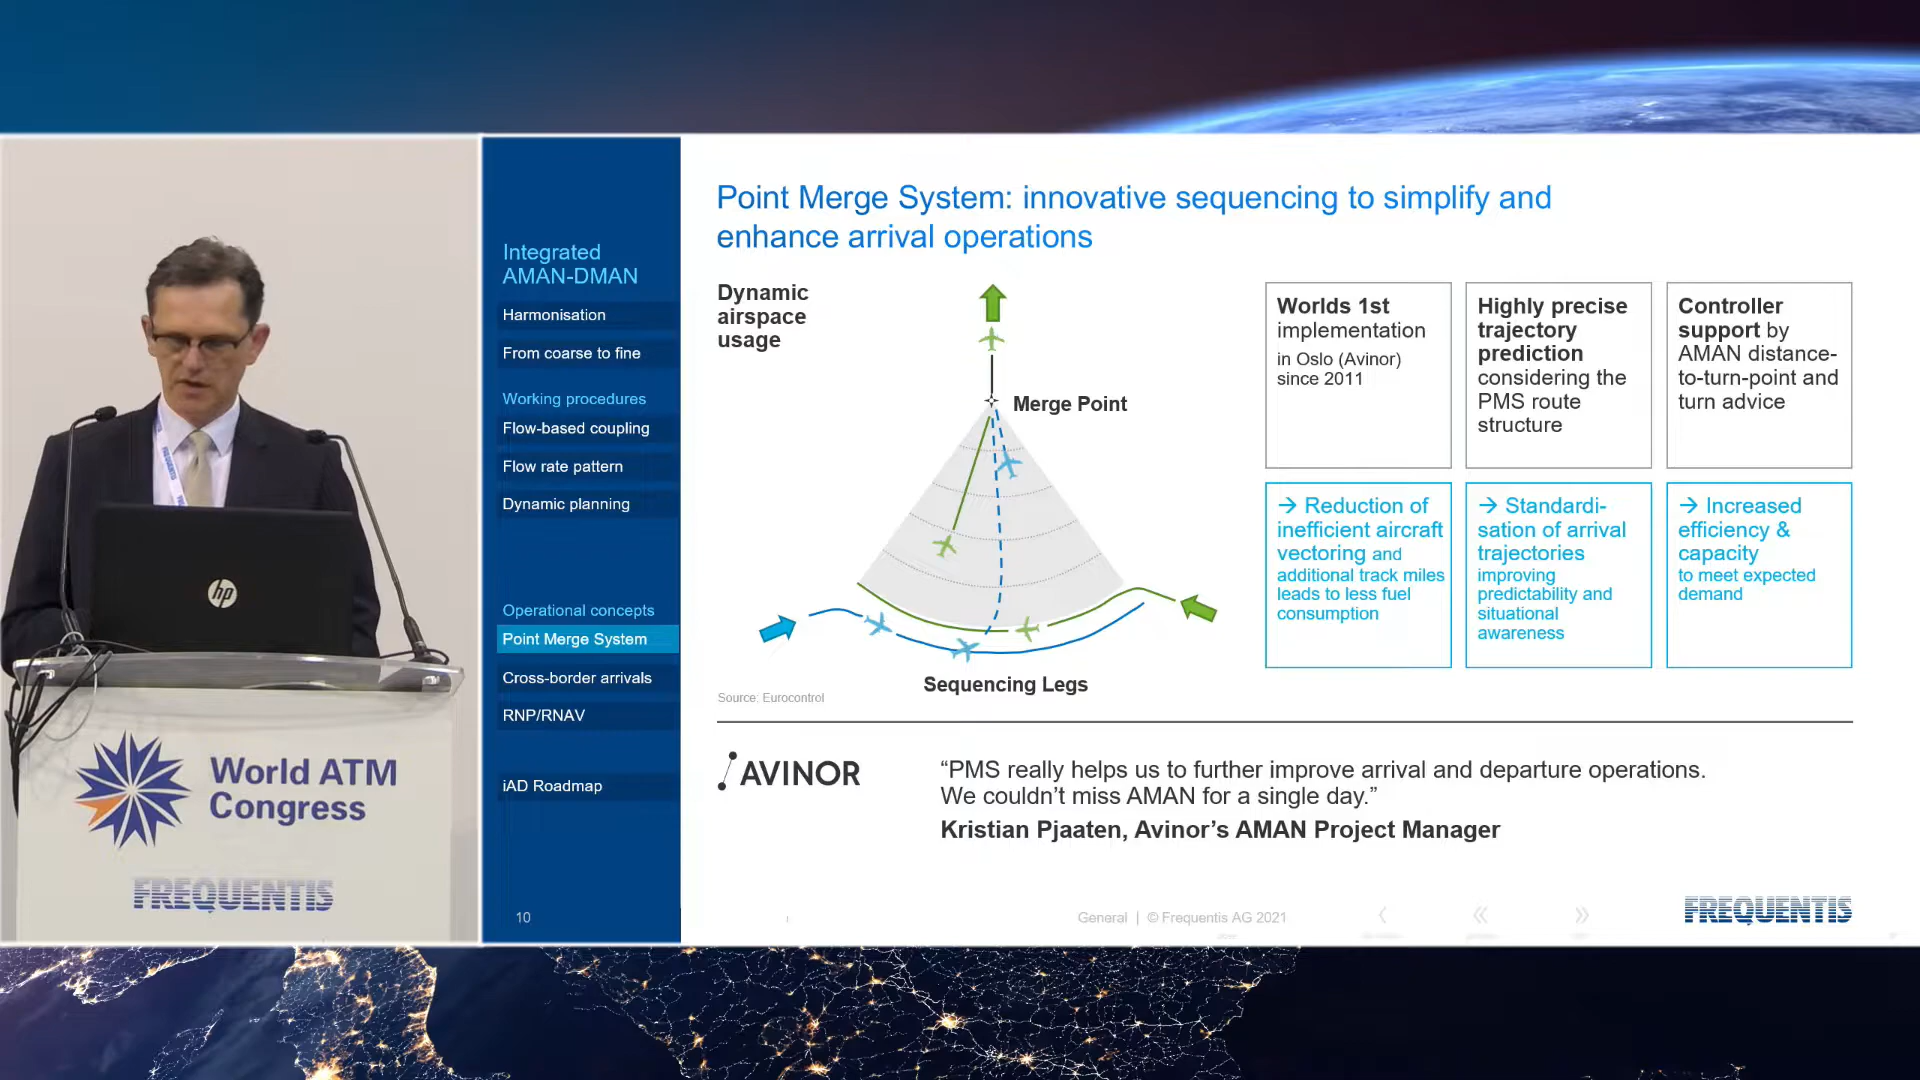 Integrated
AMAN-DMAN
Harmonisation
From coarse to fine
Working procedures
Flow-based coupling
Flow rate pattern
Dynamic planning
Operational concepts
Point Merge System
Cross-border arrivals
RNP/RNAV
iAD Roadmap
10
Point Merge System: innovative sequencing to simplify and
enhance arrival operations
Dynamic
airspace
usage
Merge Point
Sequencing Legs
Source: Eurocontrol
Worlds 1st
implementation
in Oslo (Avinor)
since 2011
Highly precise
trajectory
prediction
considering the
PMS route
structure
Controller
support by
AMAN distance-
to-turn-point and
turn advice
→ Reduction of
inefficient aircraft
vectoring and
additional track miles
leads to less fuel
consumption
→ Standardi-
sation of arrival
trajectories
improving
predictability and
situational
awareness
→ Increased
efficiency &
capacity
to meet expected
demand
AVINOR
“PMS really helps us to further improve arrival and departure operations.
We couldn’t miss AMAN for a single day.”
Kristian Pjaaten, Avinor’s AMAN Project Manager
General | © Frequentis AG 2021
FREQUENTIS
hp
FREQUENTIS
World ATM
Congress
FREQUENTIS